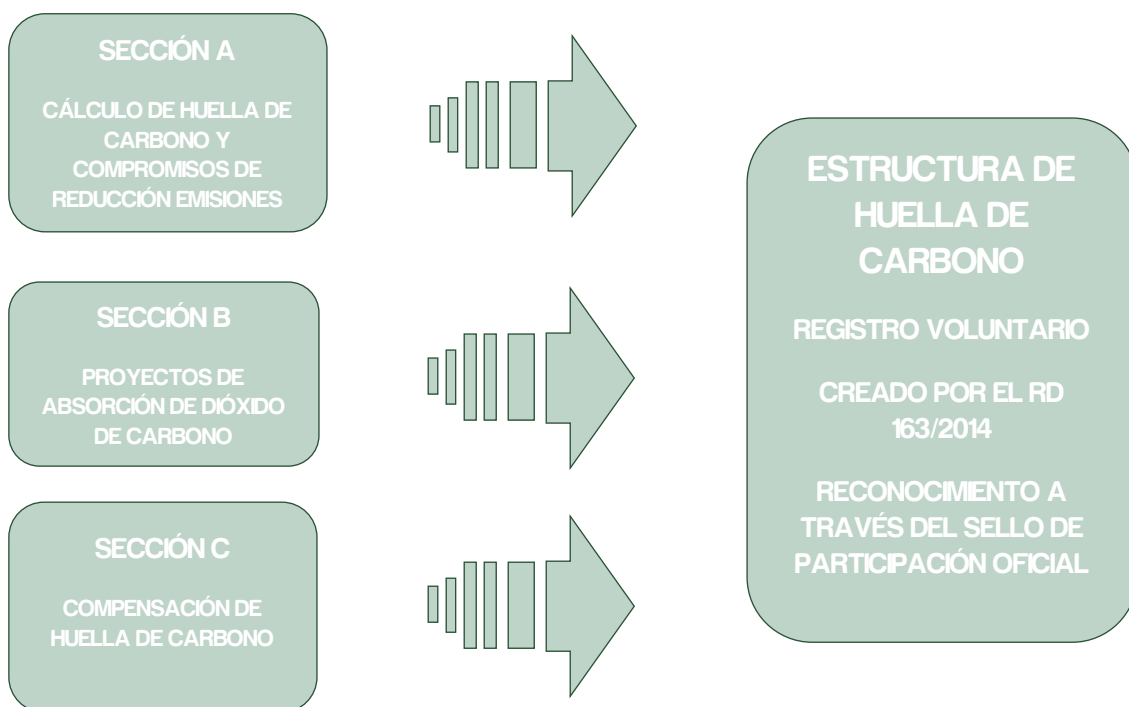 SECCIÓN A
CÁLCULO DE HUELLA DE
CARBONO Y
COMPROMISOS DE
REDUCCIÓN EMISIONES
SECCIÓN B
PROYECTOS DE
ABSORCIÓN DE DIÓXIDO
DE CARBONO
SECCIÓN C
COMPENSACIÓN DE
HUELLA DE CARBONO
ESTRUCTURA DE
HUELLA DE
CARBONO
REGISTRO VOLUNTARIO
CREADO POR EL RD
163/2014
RECONOCIMIENTO A
TRAVÉS DEL SELLO DE
PARTICIPACIÓN OFICIAL